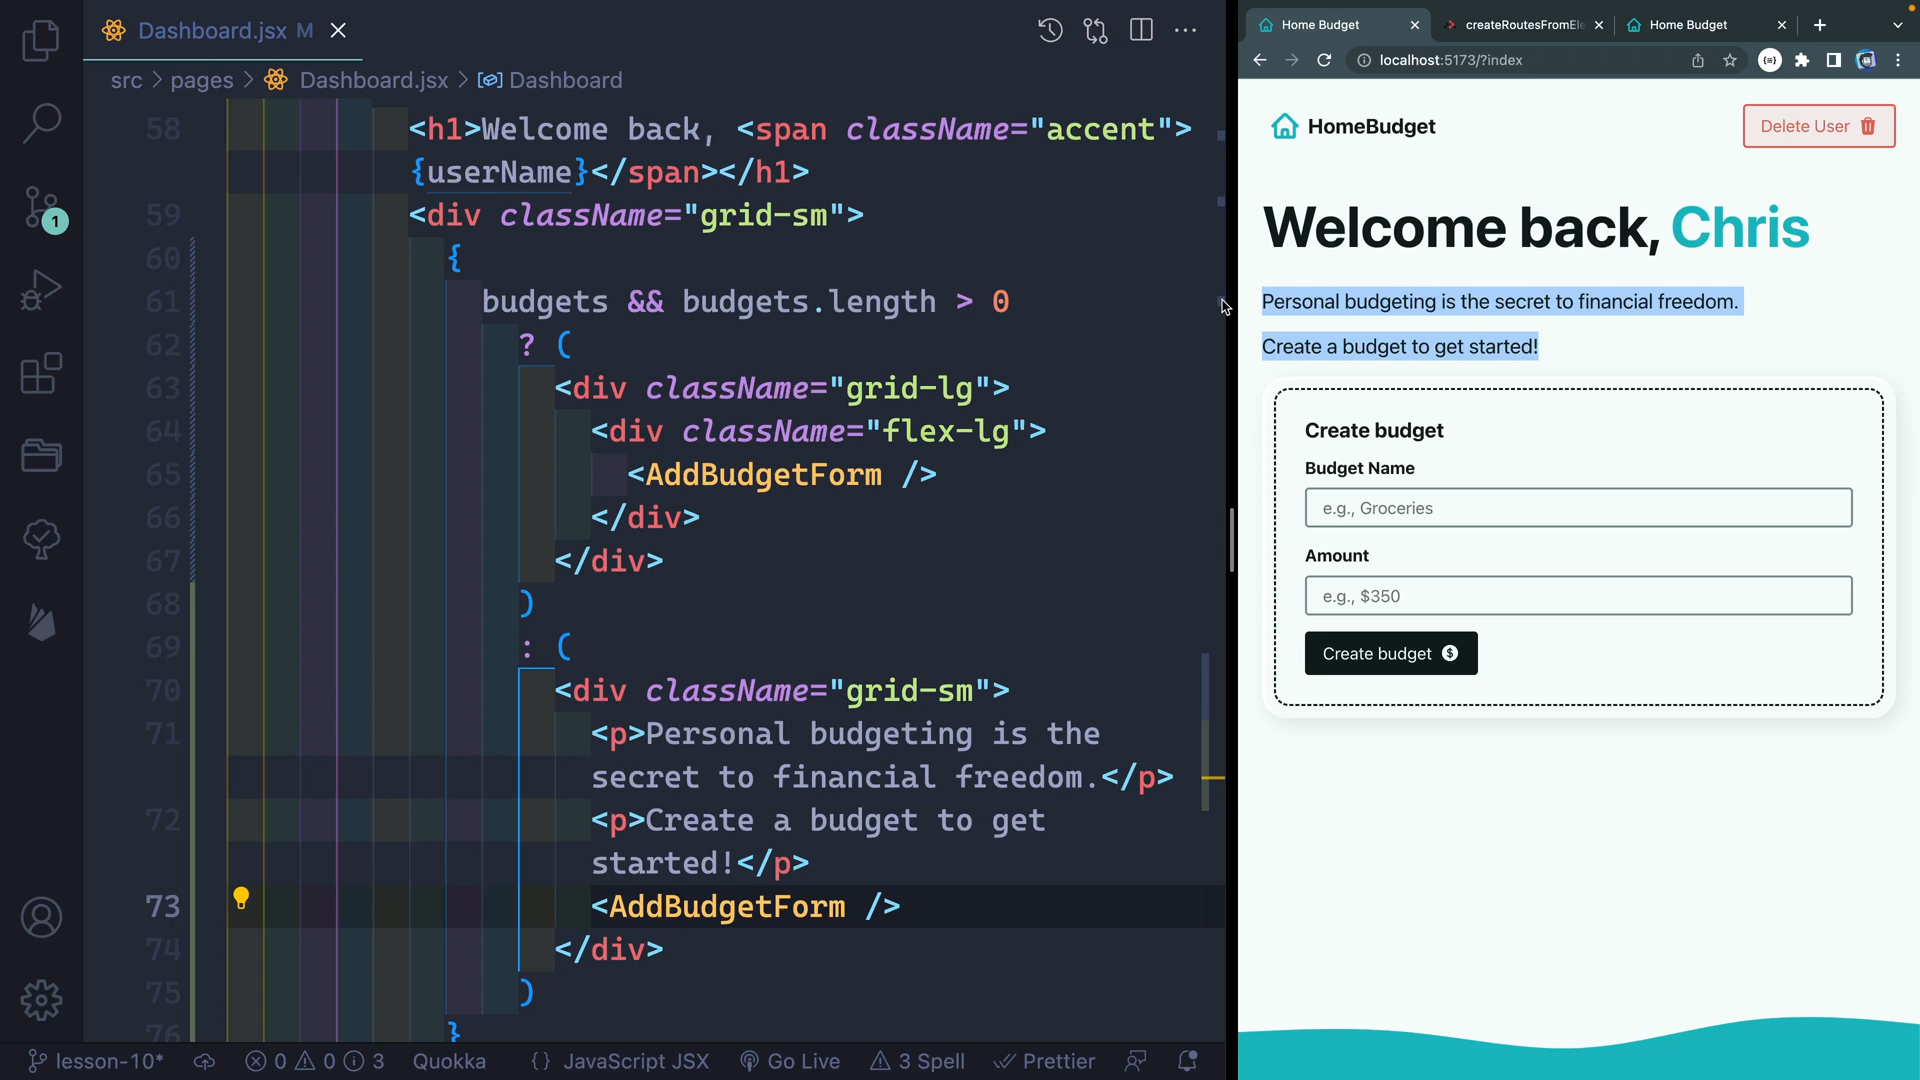 Dashboard.jsx M
src > pages > Dashboard.jsx > Dashboard
58 <h1>Welcome back, <span className="accent">
{userName}</span></h1>
59 <div className="grid-sm">
60 {
61 budgets && budgets.length > 0
62 ? (
63 <div className="grid-lg">
64 <div className="flex-lg">
65 <AddBudgetForm />
66 </div>
67 </div>
68 )
69 : (
70 <div className="grid-sm">
71 <p>Personal budgeting is the
secret to financial freedom.</p>
72 <p>Create a budget to get
started!</p>
73 <AddBudgetForm />
74 </div>
75 )
76 }
1
lesson-10* 0 0 3 Quokka {} JavaScript JSX Go Live 3 Spell Prettier
Home Budget createRoutesFromEle Home Budget
localhost:5173/?index
HomeBudget
Delete User
Welcome back, Chris
Personal budgeting is the secret to financial freedom.
Create a budget to get started!
Create budget
Budget Name
e.g., Groceries
Amount
e.g., $350
Create budget $